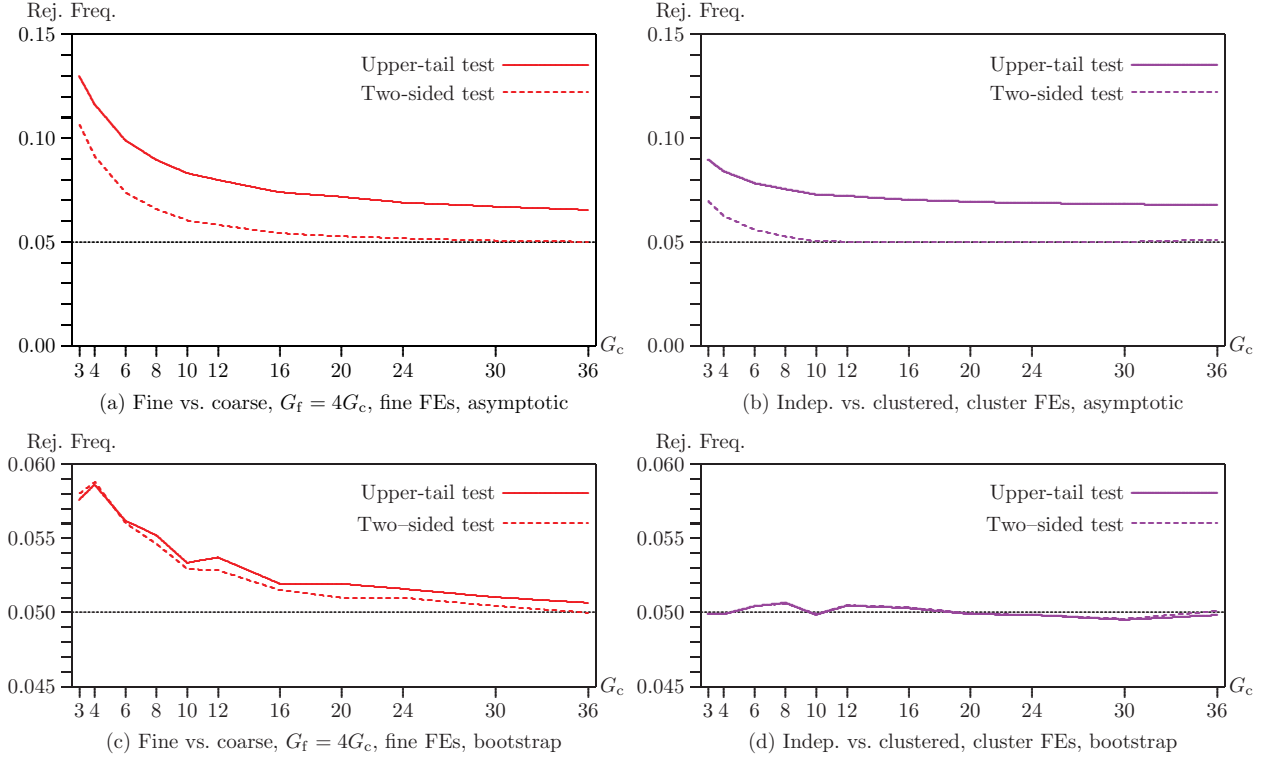 Rej. Freq.
0.15
0.10
0.05
0.00
Upper-tail test
Two-sided test
3 4 6 8 10 12 16 20 24 30 36
G_c
(a) Fine vs. coarse, G_f = 4G_c, fine FEs, asymptotic
Rej. Freq.
0.15
0.10
0.05
0.00
Upper-tail test
Two-sided test
3 4 6 8 10 12 16 20 24 30 36
G_c
(b) Indep. vs. clustered, cluster FEs, asymptotic
Rej. Freq.
0.060
0.055
0.050
0.045
Upper-tail test
Two–sided test
3 4 6 8 10 12 16 20 24 30 36
G_c
(c) Fine vs. coarse, G_f = 4G_c, fine FEs, bootstrap
Rej. Freq.
0.060
0.055
0.050
0.045
Upper-tail test
Two–sided test
3 4 6 8 10 12 16 20 24 30 36
G_c
(d) Indep. vs. clustered, cluster FEs, bootstrap